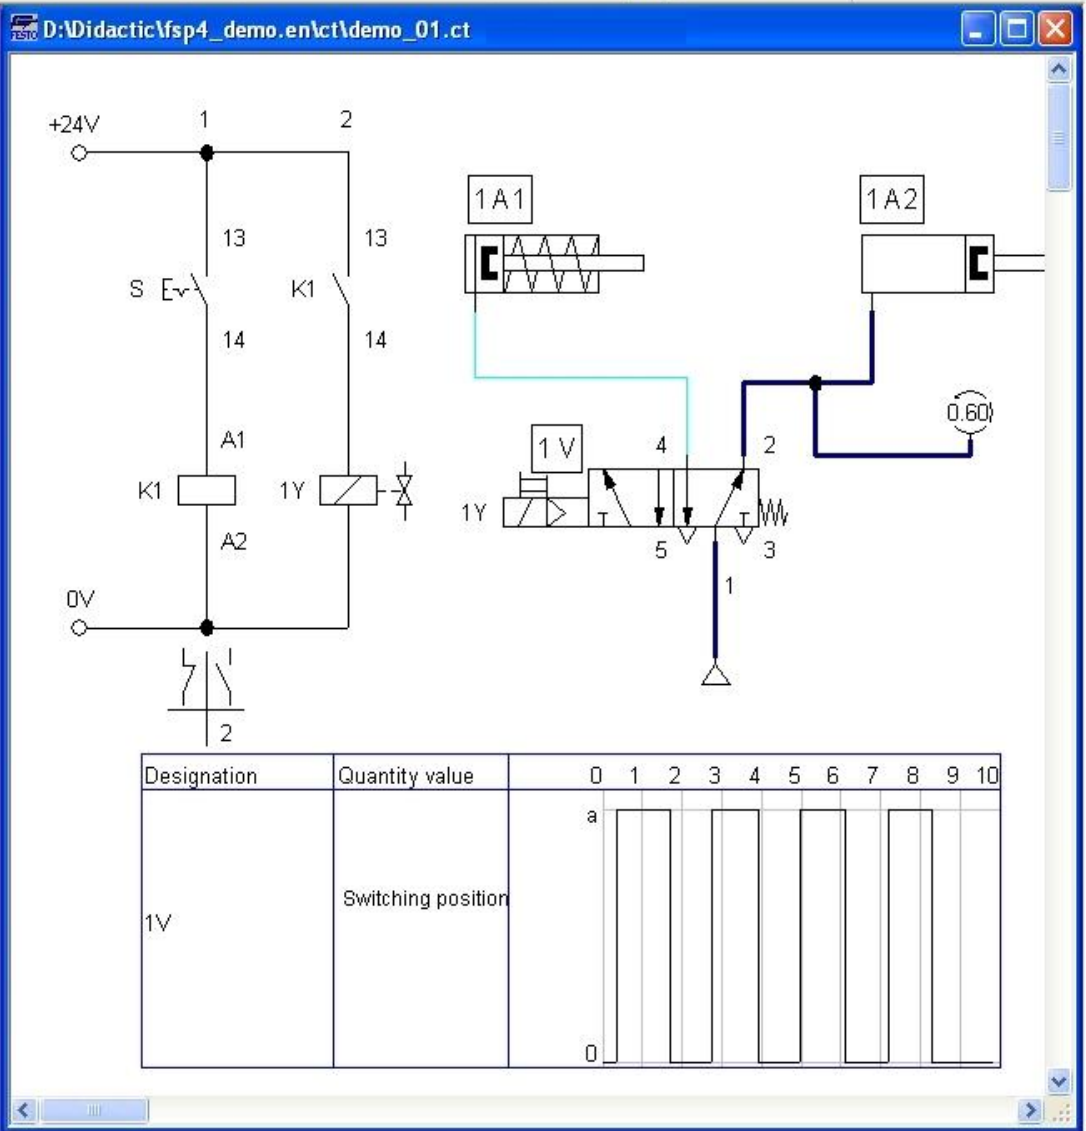 FESTO D:\Didactic\fsp4_demo.en\ct\demo_01.ct
+24V 1 2
1A1 1A2
13 13
S K1
14 14
0.60
A1 1 V 4 2
K1 1Y 1Y
A2 5 3
1
0V
2
Designation Quantity value 0 1 2 3 4 5 6 7 8 9 10
a
Switching position
1V
0